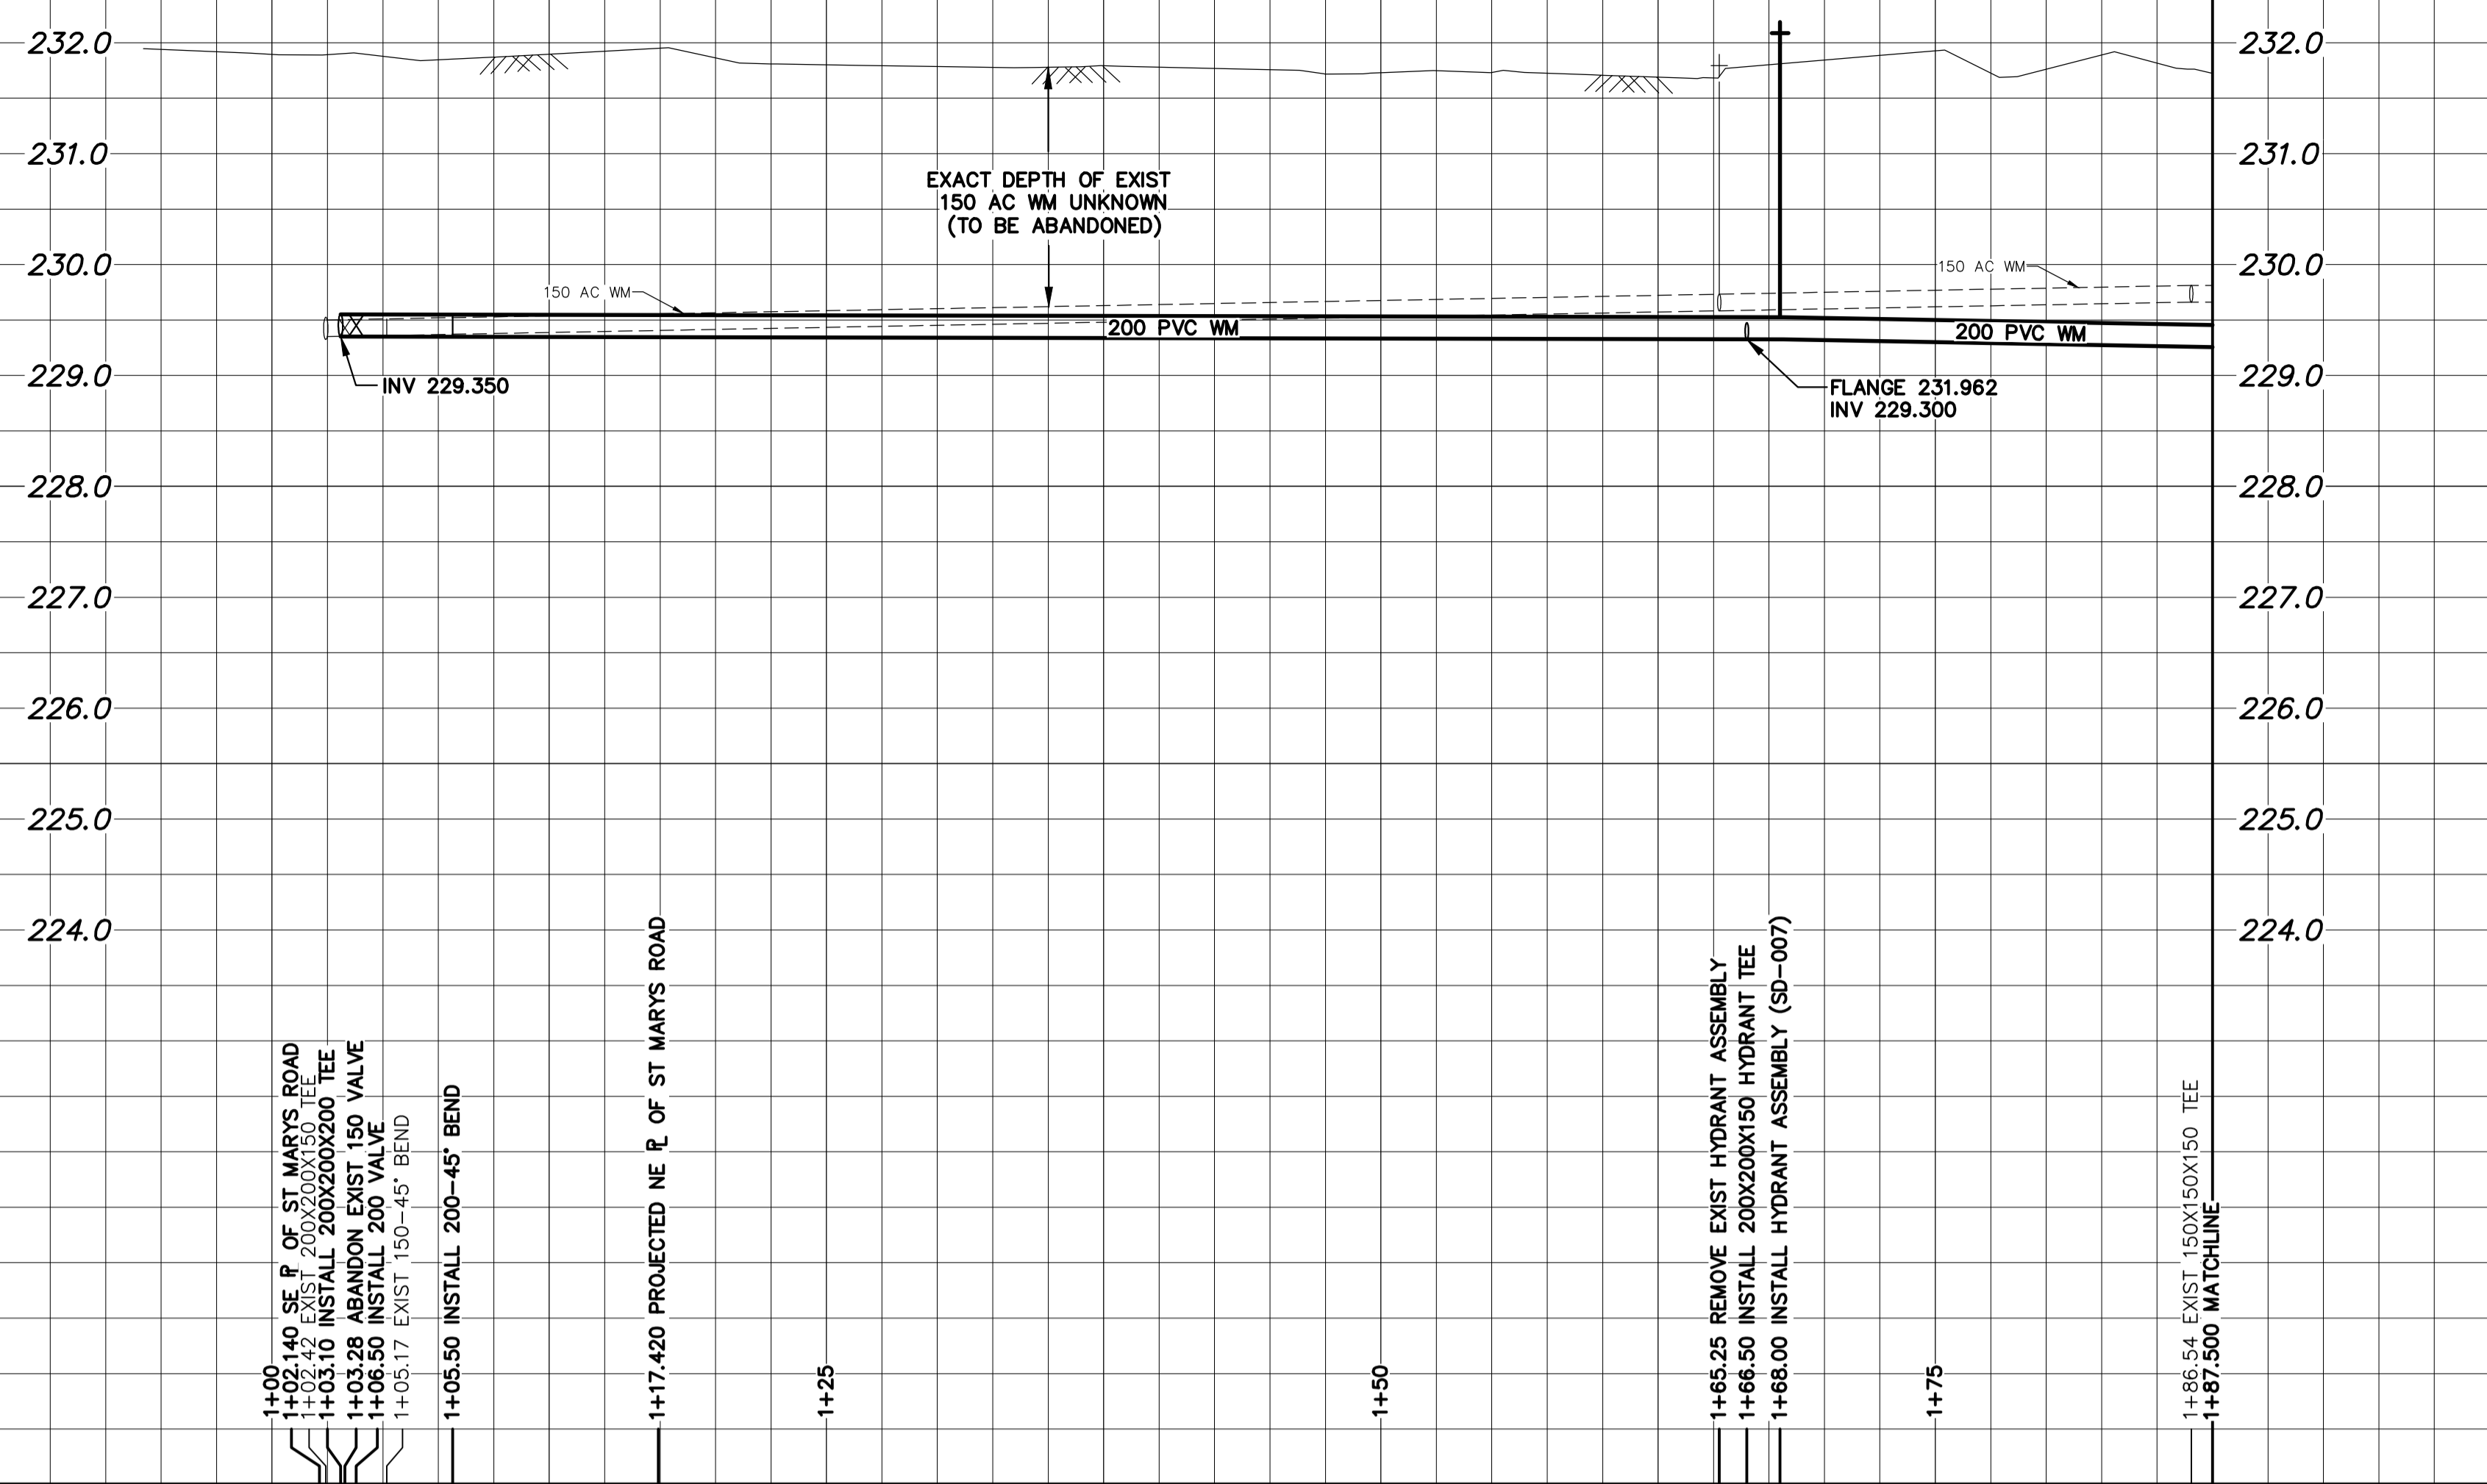 232.0
232.0
231.0
231.0
EXACT DEPTH OF EXIST
150 AC WM UNKNOWN
(TO BE ABANDONED)
230.0
150 AC WM
230.0
150 AC WM
200 PVC WM
200 PVC WM
229.0
INV 229.350
FLANGE 231.962
INV 229.300
229.0
228.0
228.0
227.0
227.0
226.0
226.0
225.0
225.0
224.0
224.0
1+00
1+02.140 SE PL OF ST MARYS ROAD
1+02.42 EXIST 200X200X150 TEE
1+03.10 INSTALL 200X200X200 TEE
1+03.28 ABANDON EXIST 150 VALVE
1+06.50 INSTALL 200 VALVE
1+05.17 EXIST 150-45° BEND
1+05.50 INSTALL 200-45° BEND
1+17.420 PROJECTED NE PL OF ST MARYS ROAD
1+25
1+50
1+65.25 REMOVE EXIST HYDRANT ASSEMBLY
1+66.50 INSTALL 200X200X150 HYDRANT TEE
1+68.00 INSTALL HYDRANT ASSEMBLY (SD-007)
1+75
1+86.54 EXIST 150X150X150 TEE
1+87.500 MATCHLINE